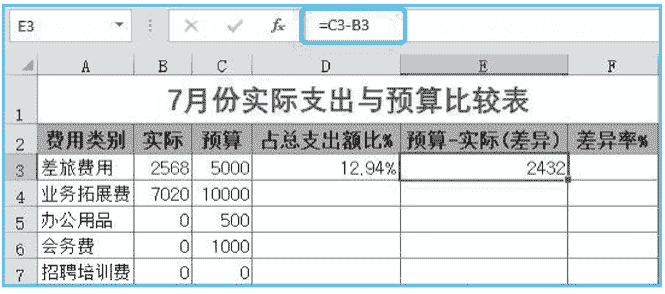 E3 fx =C3-B3
A B C D E F
1 7月份实际支出与预算比较表
2 费用类别 实际 预算 占总支出额比% 预算-实际(差异) 差异率%
3 差旅费用 2568 5000 12.94% 2432
4 业务拓展费 7020 10000
5 办公用品 0 500
6 会务费 0 1000
7 招聘培训费 0 0